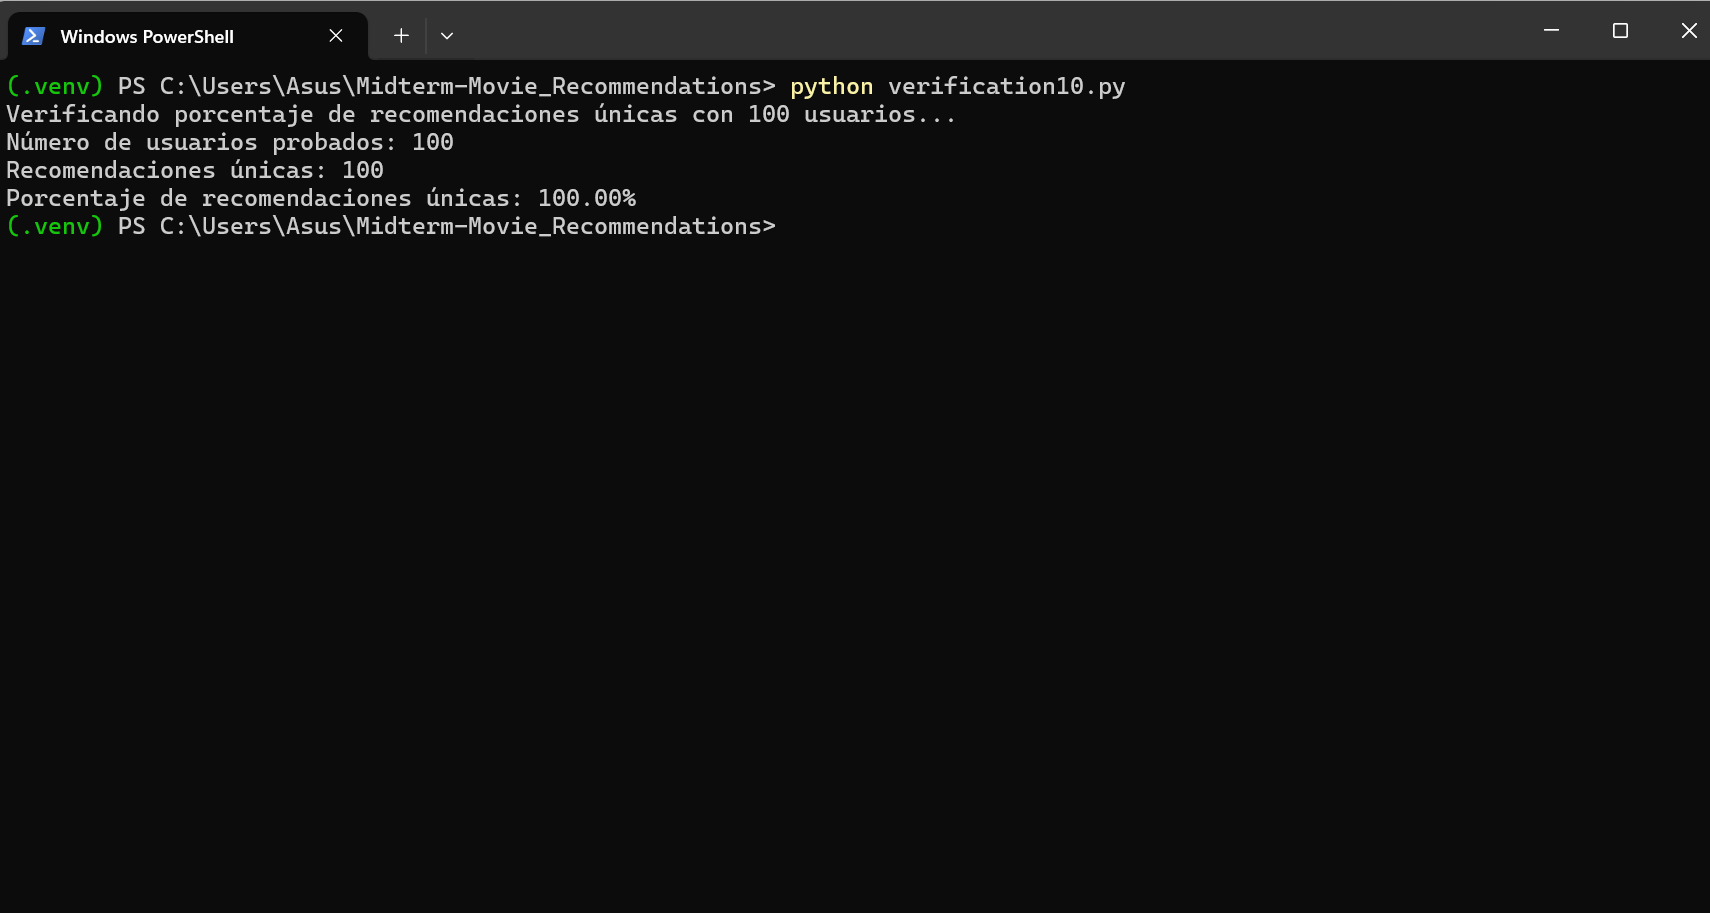 Windows PowerShell
(.venv) PS C:\Users\Asus\Midterm-Movie_Recommendations> python verification10.py
Verificando porcentaje de recomendaciones únicas con 100 usuarios...
Número de usuarios probados: 100
Recomendaciones únicas: 100
Porcentaje de recomendaciones únicas: 100.00%
(.venv) PS C:\Users\Asus\Midterm-Movie_Recommendations>